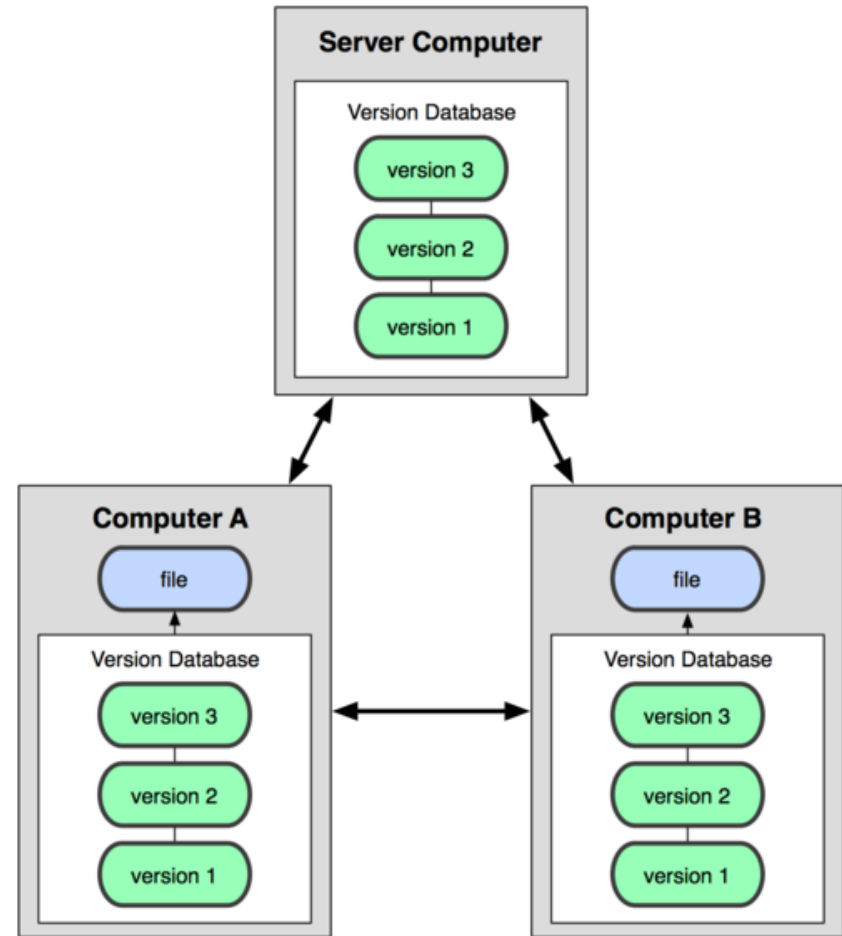 Server Computer
Version Database
version 3
version 2
version 1
Computer A
file
Version Database
version 3
version 2
version 1
Computer B
file
Version Database
version 3
version 2
version 1